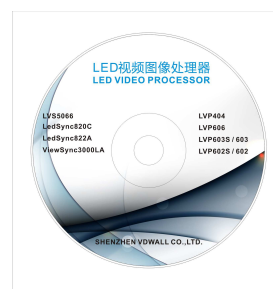 LED视频图像处理器
LED VIDEO PROCESSOR
LVS5066
LedSync820C
LedSync822A
ViewSync3000LA
LVP404
LVP606
LVP603S / 603
LVP602S / 602
SHENZHEN VDWALL CO.,LTD.